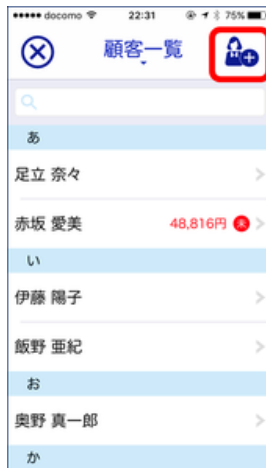 docomo 22:31 75%
顧客一覧
あ
足立 奈々
赤坂 愛美 48,816円 未
い
伊藤 陽子
飯野 亜紀
お
奥野 真一郎
か